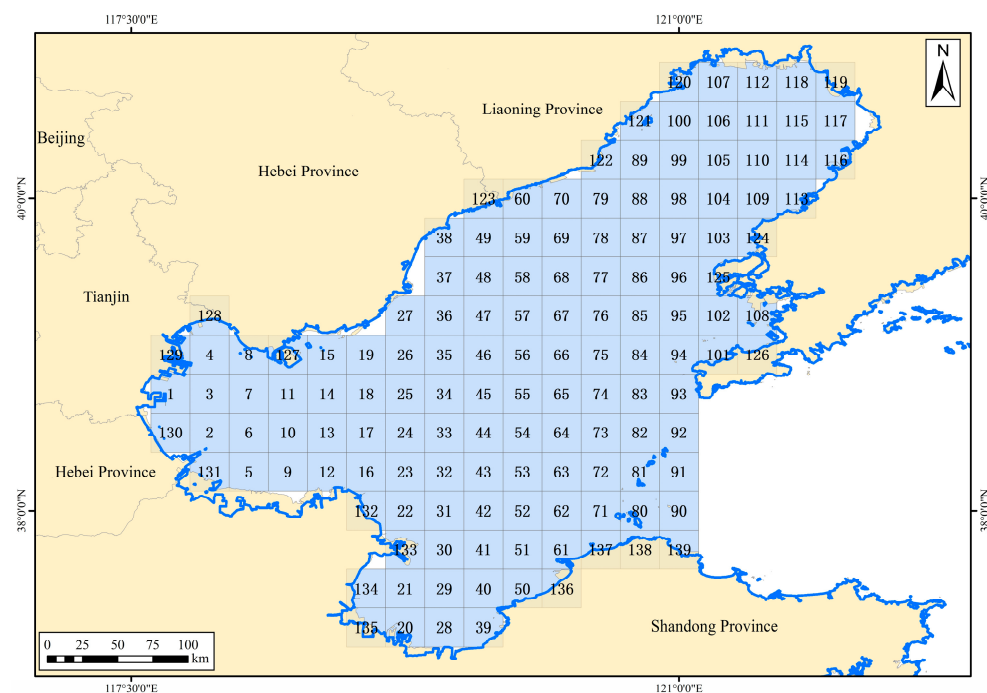 117°30'0"E 121°0'0"E
N
120 107 112 118 119
Liaoning Province
121 100 106 111 115 117
Beijing
122 89 99 105 110 114 116
Hebei Province
40°0'0"N 123 60 70 79 88 98 104 109 113 40°0'0"N
38 49 59 69 78 87 97 103 124
37 48 58 68 77 86 96 125
Tianjin
128 27 36 47 57 67 76 85 95 102 108
129 4 8 127 15 19 26 35 46 56 66 75 84 94 101 126
1 3 7 11 14 18 25 34 45 55 65 74 83 93
130 2 6 10 13 17 24 33 44 54 64 73 82 92
Hebei Province 131 5 9 12 16 23 32 43 53 63 72 81 91
38°0'0"N 132 22 31 42 52 62 71 80 90 38°0'0"N
133 30 41 51 61 137 138 139
134 21 29 40 50 136
135 20 28 39 Shandong Province
0 25 50 75 100
km
117°30'0"E 121°0'0"E